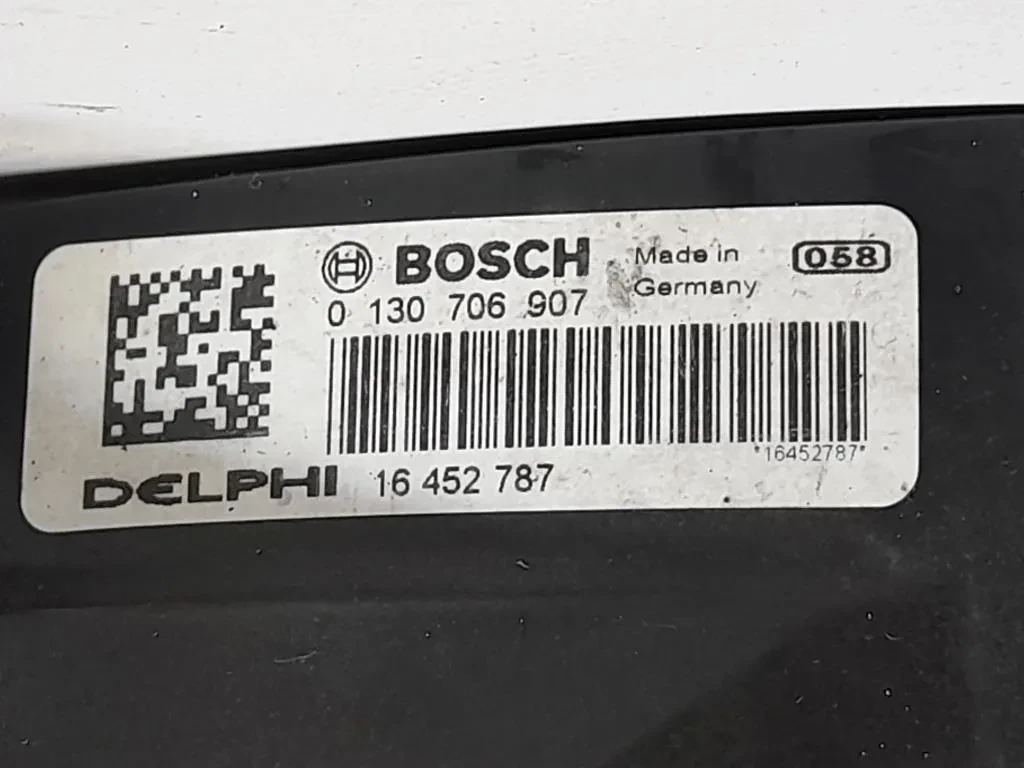 BOSCH
Made in
Germany
058
0 130 706 907
*16452787*
DELPHI 16 452 787